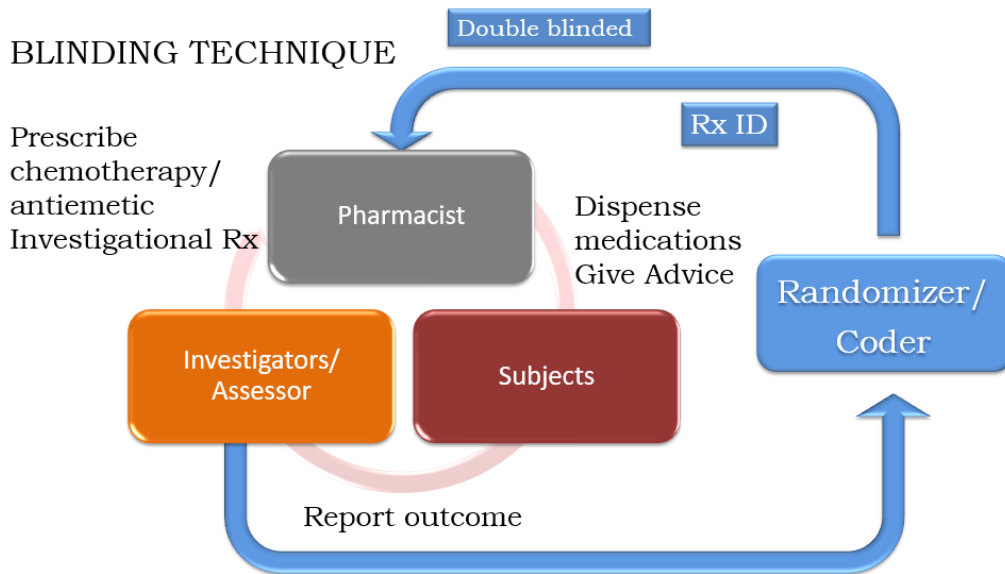 Double blinded
BLINDING TECHNIQUE
Rx ID
Prescribe
chemotherapy/
antiemetic
Investigational Rx
Pharmacist
Dispense
medications
Give Advice
Randomizer/
Coder
Investigators/
Assessor
Subjects
Report outcome